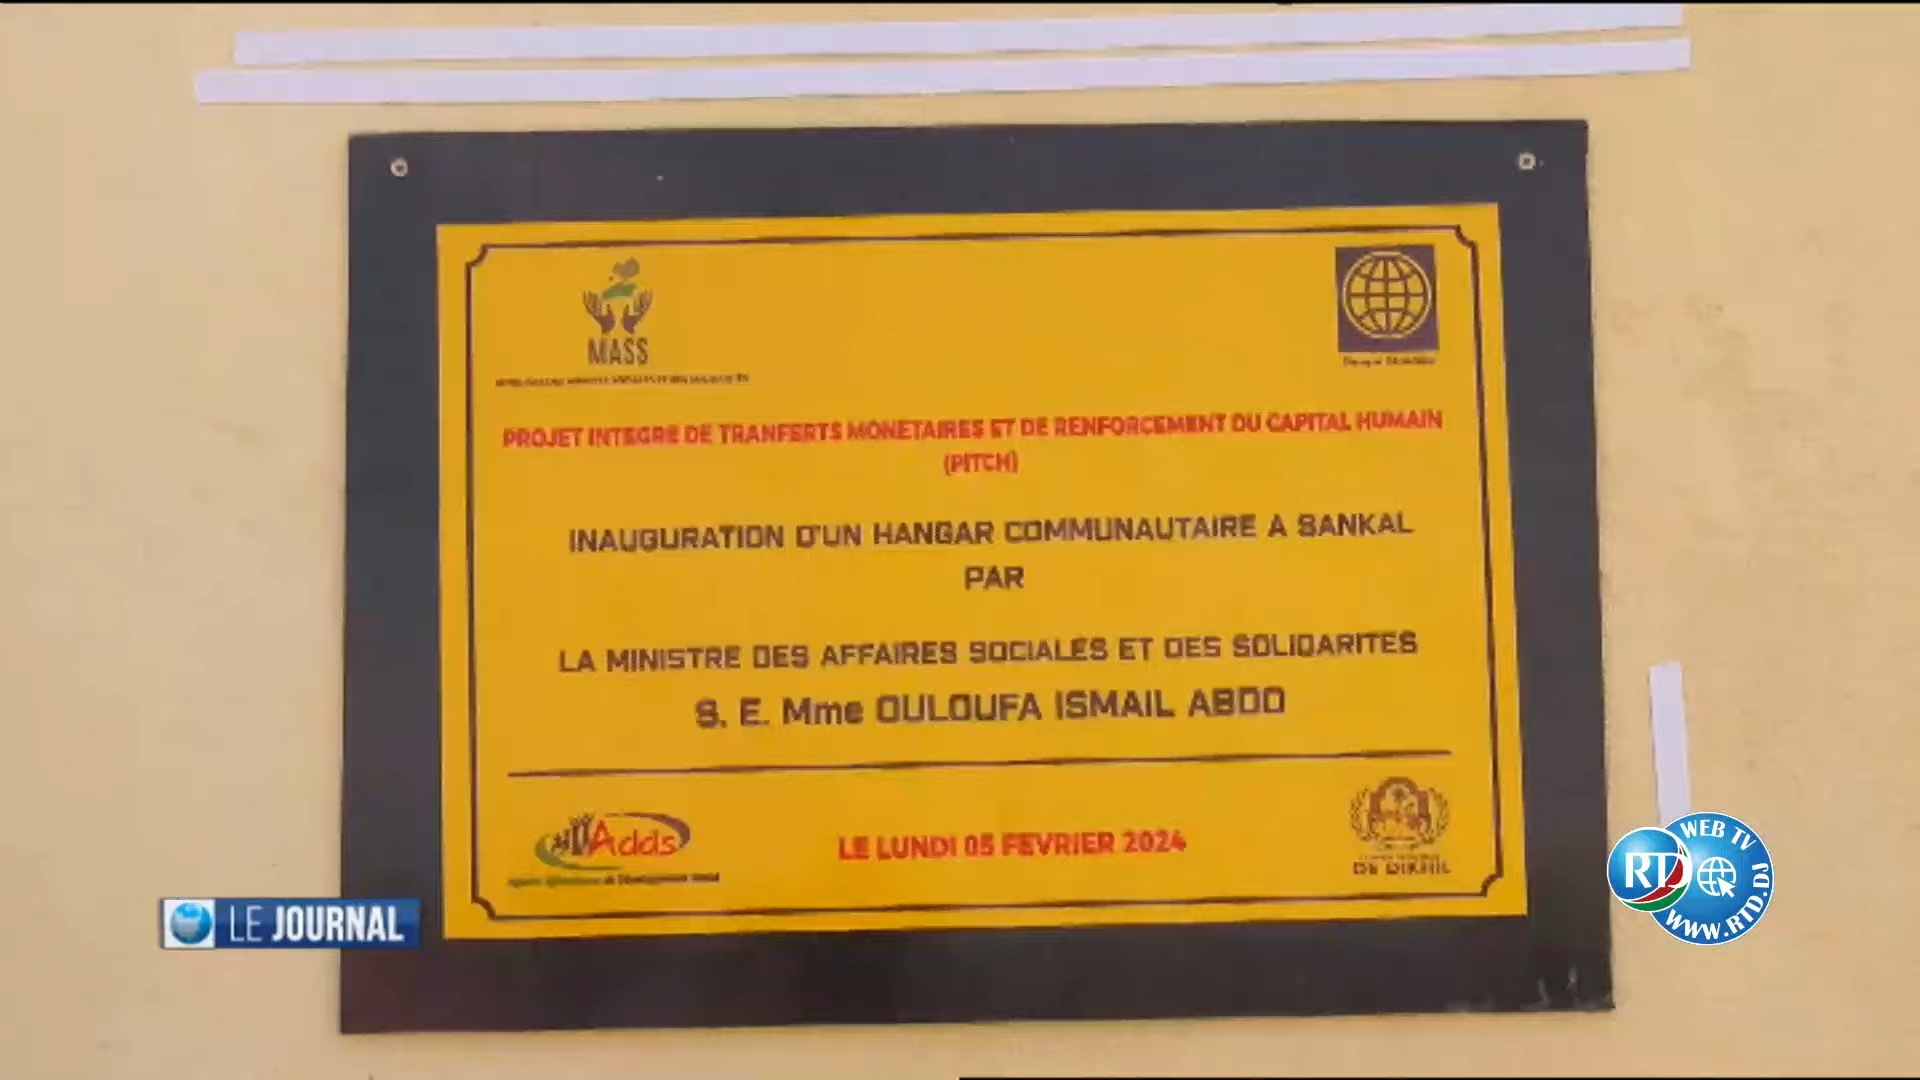 MASS
Banque Mondiale
PROJET INTEGRE DE TRANFERTS MONETAIRES ET DE RENFORCEMENT DU CAPITAL HUMAIN
(PITCH)
INAUGURATION D'UN HANGAR COMMUNAUTAIRE A SANKAL
PAR
LA MINISTRE DES AFFAIRES SOCIALES ET DES SOLIDARITES
S. E. Mme OULOUFA ISMAIL ABDO
Adds
LE LUNDI 05 FEVRIER 2024
DE DIKHIL
LE JOURNAL
RTD
WEB TV
WWW.RTD.DJ